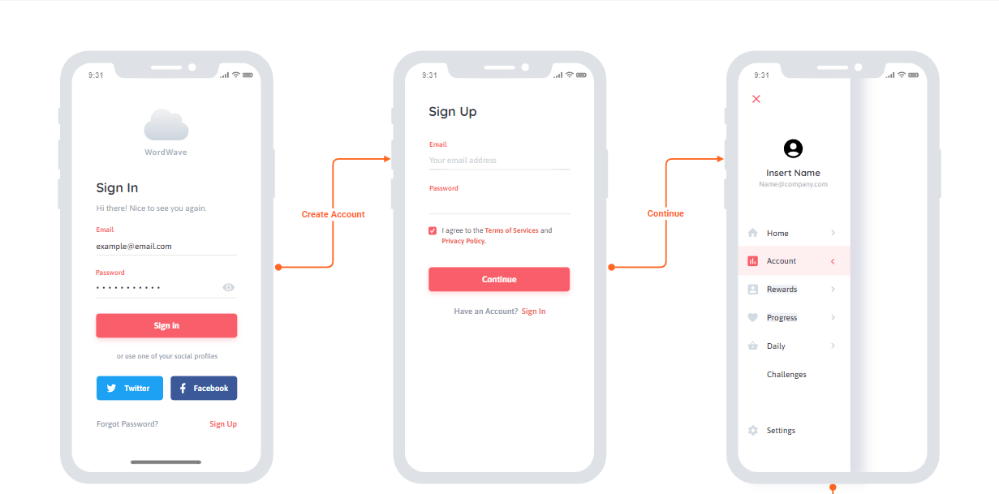 9:31
WordWave
Sign In
Hi there! Nice to see you again.
Email
example@email.com
Password
Sign in
or use one of your social profiles
Twitter
Facebook
Forgot Password?
Sign Up
Create Account
9:31
Sign Up
Email
Your email address
Password
I agree to the Terms of Services and
Privacy Policy.
Continue
Have an Account? Sign In
Continue
9:31
Insert Name
Name@company.com
Home
Account
Rewards
Progress
Daily
Challenges
Settings